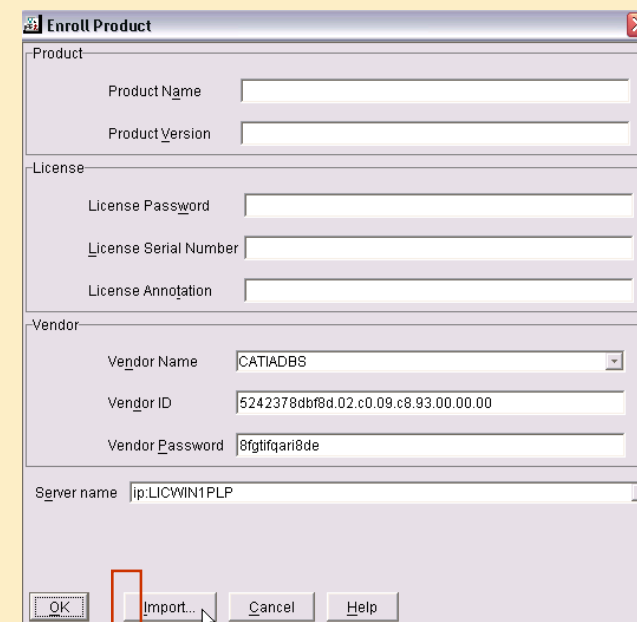 Enroll Product
Product
Product Name
Product Version
License
License Password
License Serial Number
License Annotation
Vendor
Vendor Name CATIADBS
Vendor ID 5242378dbf8d.02.c0.09.c8.93.00.00.00
Vendor Password 8fgtifqari8de
Server name ip:LICWIN1PLP
OK Import... Cancel Help